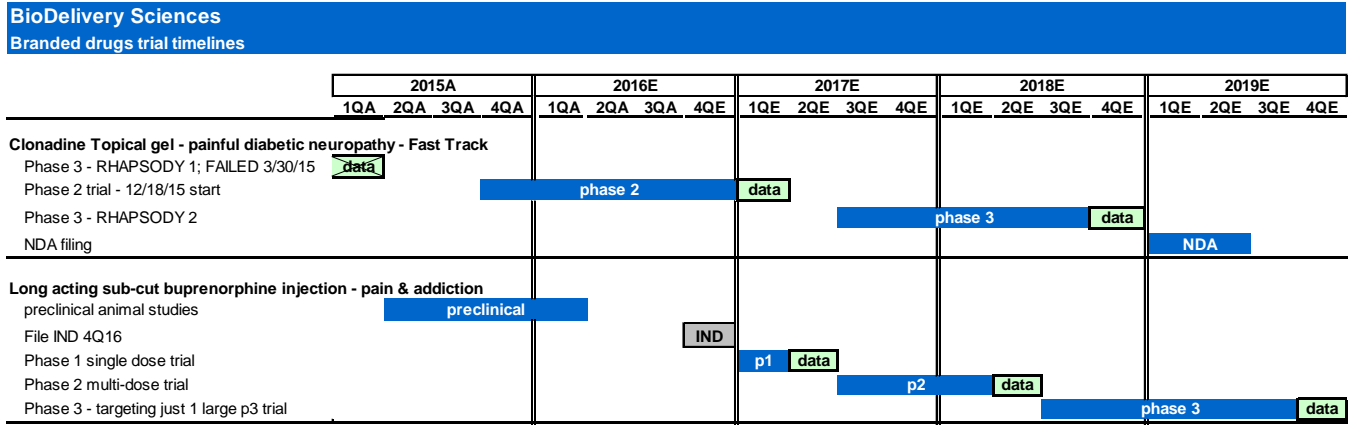 BioDelivery Sciences
Branded drugs trial timelines
2015A 2016E 2017E 2018E 2019E
1QA 2QA 3QA 4QA 1QA 2QA 3QA 4QE 1QE 2QE 3QE 4QE 1QE 2QE 3QE 4QE 1QE 2QE 3QE 4QE
Clonadine Topical gel - painful diabetic neuropathy - Fast Track
Phase 3 - RHAPSODY 1; FAILED 3/30/15 data
Phase 2 trial - 12/18/15 start phase 2 data
Phase 3 - RHAPSODY 2 phase 3 data
NDA filing NDA
Long acting sub-cut buprenorphine injection - pain & addiction
preclinical animal studies preclinical
File IND 4Q16 IND
Phase 1 single dose trial p1 data
Phase 2 multi-dose trial p2 data
Phase 3 - targeting just 1 large p3 trial phase 3 data